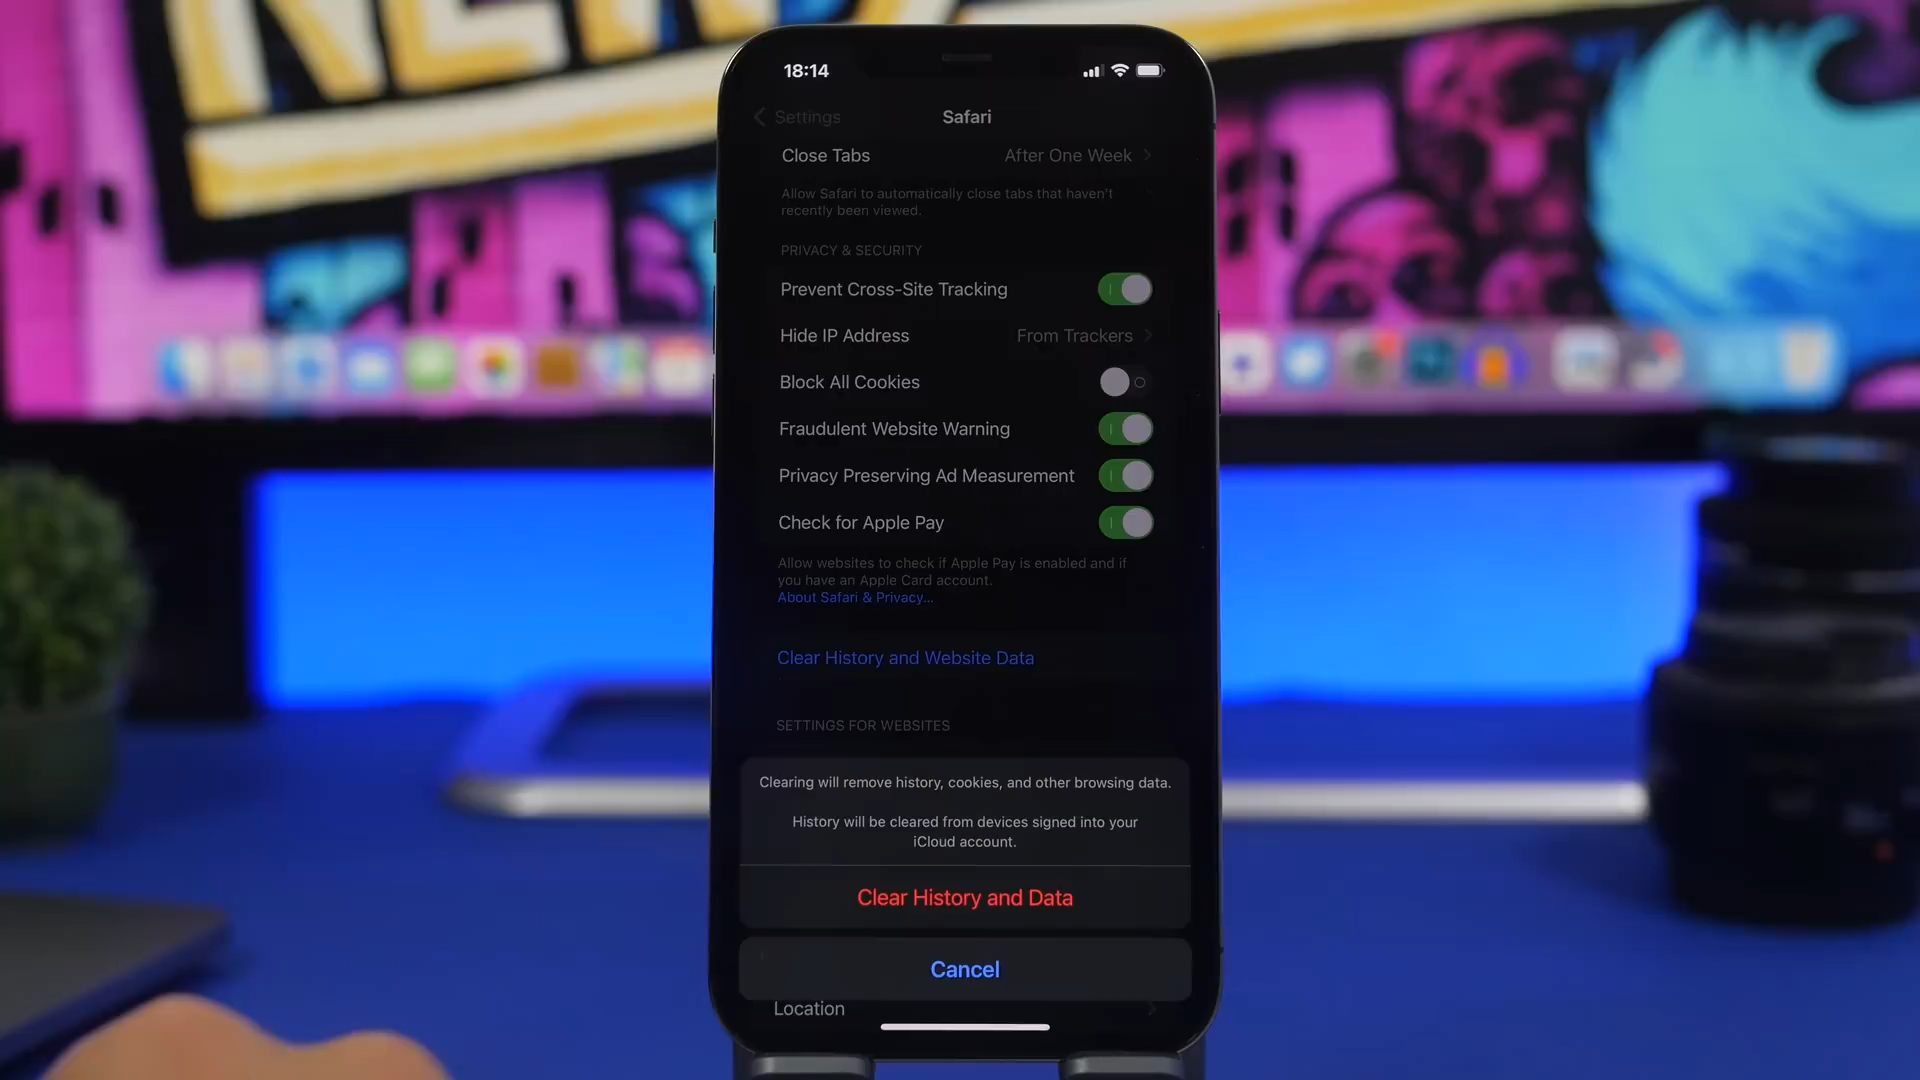 NEW
18:14
Settings
Safari
Close Tabs
After One Week
Allow Safari to automatically close tabs that haven't
recently been viewed.
PRIVACY & SECURITY
Prevent Cross-Site Tracking
Hide IP Address
From Trackers
Block All Cookies
Fraudulent Website Warning
Privacy Preserving Ad Measurement
Check for Apple Pay
Allow websites to check if Apple Pay is enabled and if
you have an Apple Card account.
About Safari & Privacy...
Clear History and Website Data
SETTINGS FOR WEBSITES
Clearing will remove history, cookies, and other browsing data.
History will be cleared from devices signed into your
iCloud account.
Clear History and Data
Cancel
Location